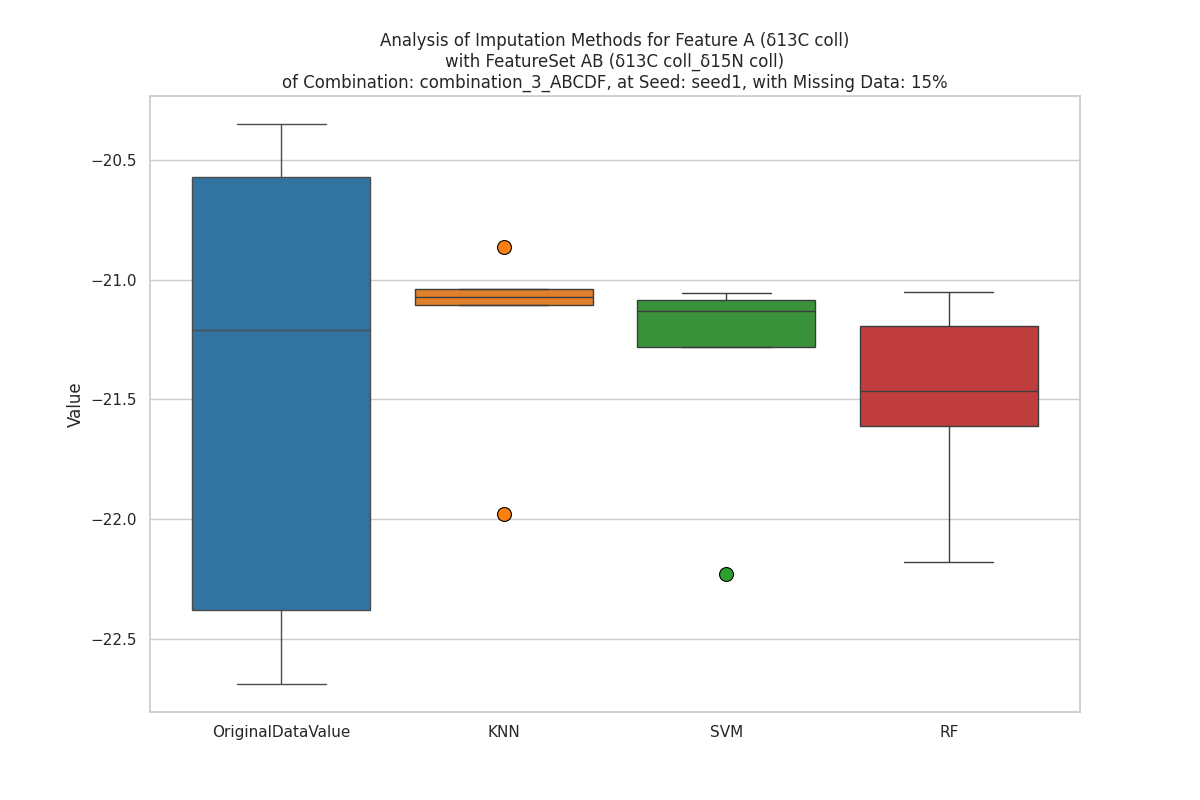 Analysis of Imputation Methods for Feature A (δ13C coll)
with FeatureSet AB (δ13C coll_δ15N coll)
of Combination: combination_3_ABCDF, at Seed: seed1, with Missing Data: 15%
Value
−20.5
−21.0
−21.5
−22.0
−22.5
OriginalDataValue
KNN
SVM
RF